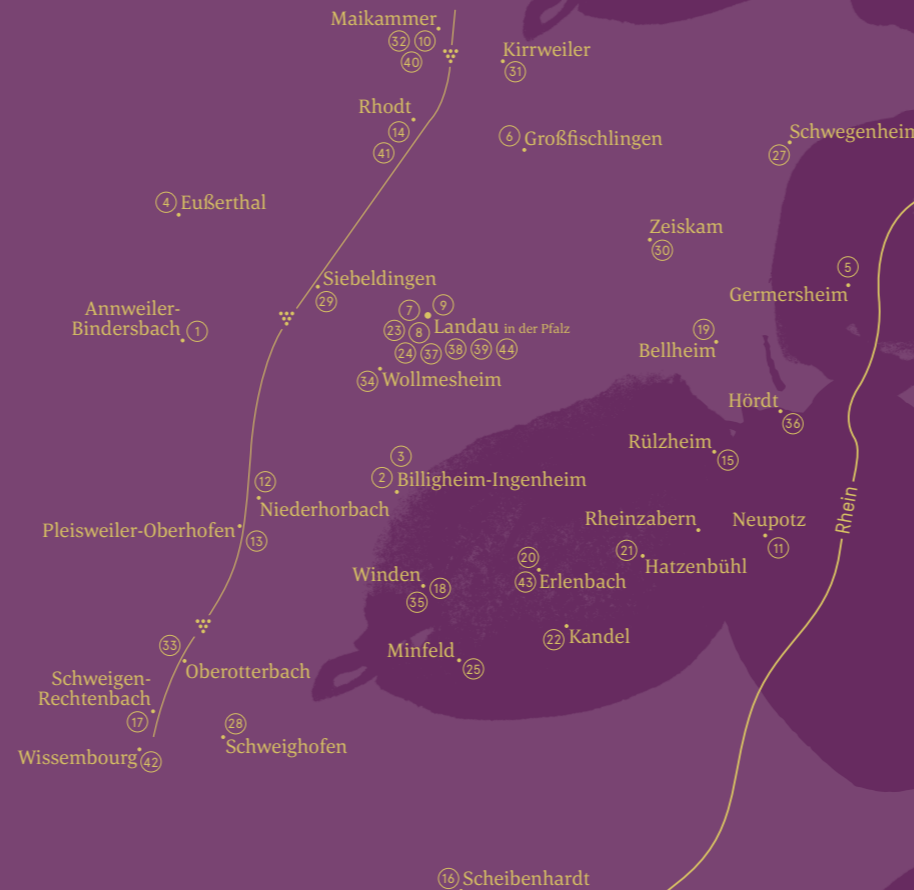 Maikammer
32 10
40
Kirrweiler
31
Rhodt
14
41
6 Großfischlingen
Schwegenheim
27
4 Eußerthal
Zeiskam
30
5
Germersheim
Siebeldingen
29
Annweiler-
Bindersbach 1
7 9
23 8 Landau in der Pfalz
24 37 38 39 44
34 Wollmesheim
19
Bellheim
Hördt
36
Rülzheim
15
3
2 Billigheim-Ingenheim
12
Niederhorbach
Pleisweiler-Oberhofen
13
Rheinzabern
Neupotz
11
Rhein
21
Hatzenbühl
20
43 Erlenbach
Winden
18
35
22 Kandel
Minfeld
25
33
Oberotterbach
Schweigen-
Rechtenbach
17
28
Schweighofen
Wissembourg 42
16 Scheibenhardt